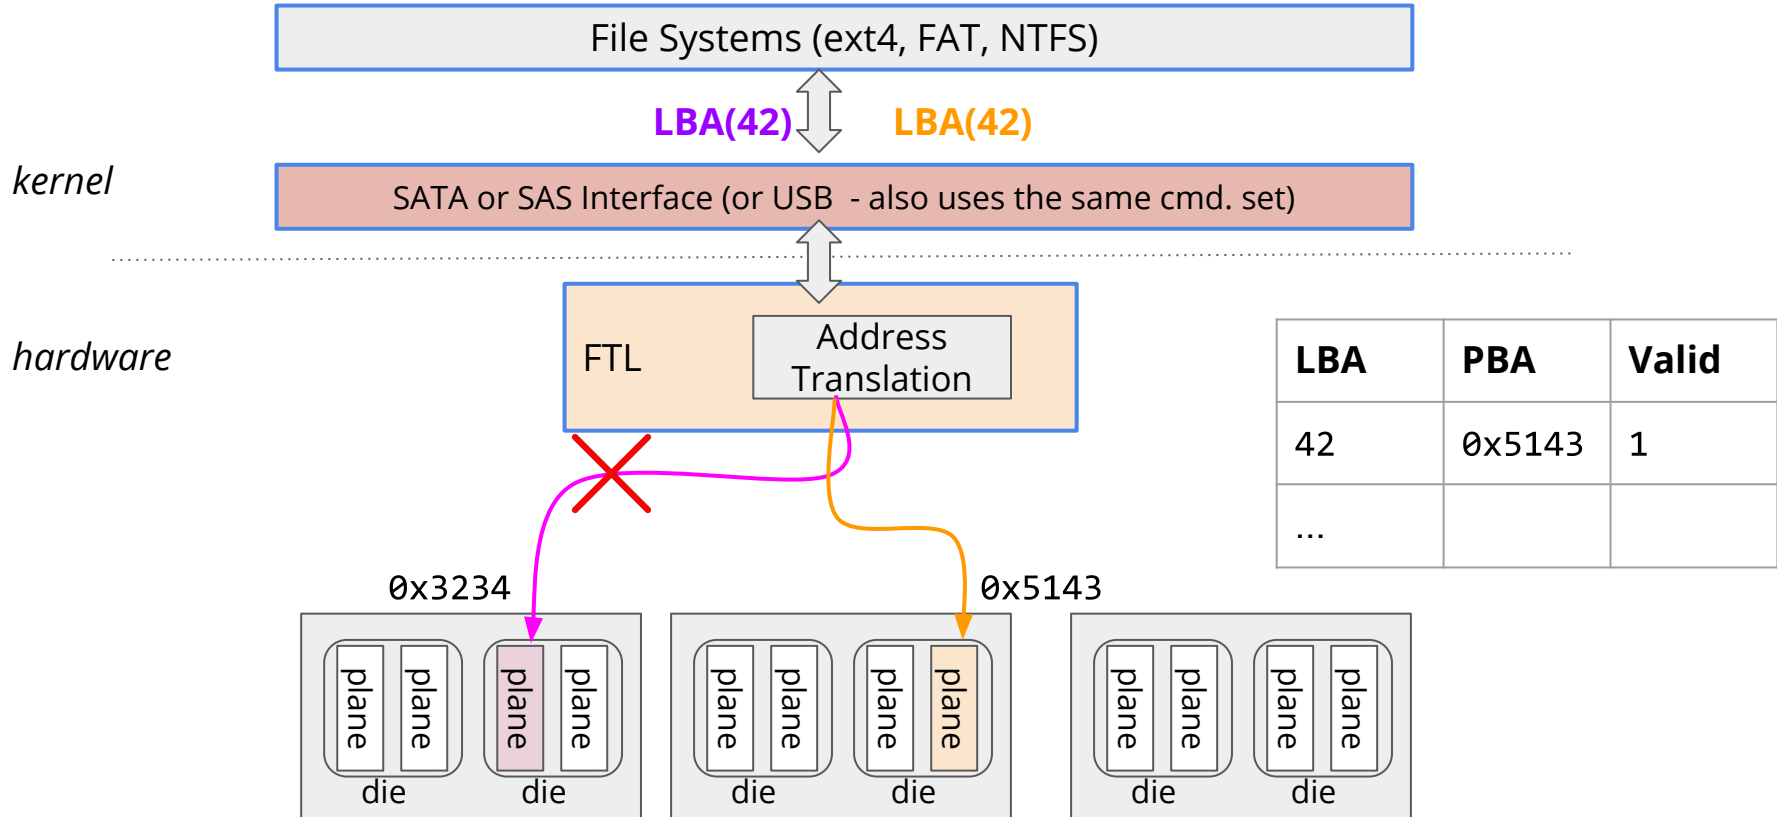 File Systems (ext4, FAT, NTFS)
LBA(42) LBA(42)
kernel
SATA or SAS Interface (or USB  - also uses the same cmd. set)
hardware
FTL
Address
Translation
LBA PBA Valid
42 0x5143 1
...
0x3234 0x5143
plane plane plane plane plane plane plane plane plane plane plane plane
die die die die die die